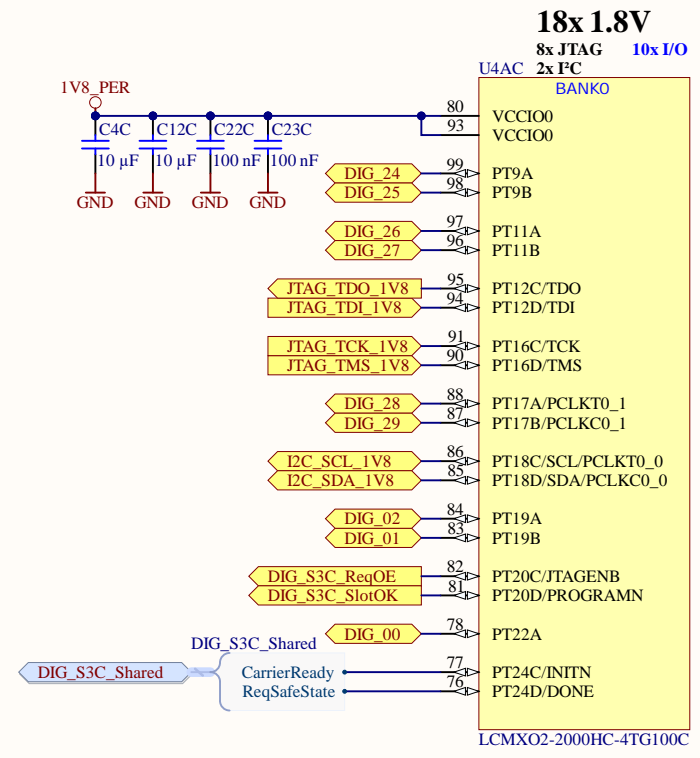 18x 1.8V
8x JTAG 10x I/O
U4AC 2x I²C
BANK0
1V8_PER
80 VCCIO0
93 VCCIO0
C4C C12C C22C C23C
10 µF 10 µF 100 nF 100 nF
GND GND GND GND
DIG_24 99 PT9A
DIG_25 98 PT9B
DIG_26 97 PT11A
DIG_27 96 PT11B
JTAG_TDO_1V8 95 PT12C/TDO
JTAG_TDI_1V8 94 PT12D/TDI
JTAG_TCK_1V8 91 PT16C/TCK
JTAG_TMS_1V8 90 PT16D/TMS
DIG_28 88 PT17A/PCLKT0_1
DIG_29 87 PT17B/PCLKC0_1
I2C_SCL_1V8 86 PT18C/SCL/PCLKT0_0
I2C_SDA_1V8 85 PT18D/SDA/PCLKC0_0
DIG_02 84 PT19A
DIG_01 83 PT19B
DIG_S3C_ReqOE 82 PT20C/JTAGENB
DIG_S3C_SlotOK 81 PT20D/PROGRAMN
DIG_00 78 PT22A
DIG_S3C_Shared
DIG_S3C_Shared CarrierReady 77 PT24C/INITN
ReqSafeState 76 PT24D/DONE
LCMXO2-2000HC-4TG100C